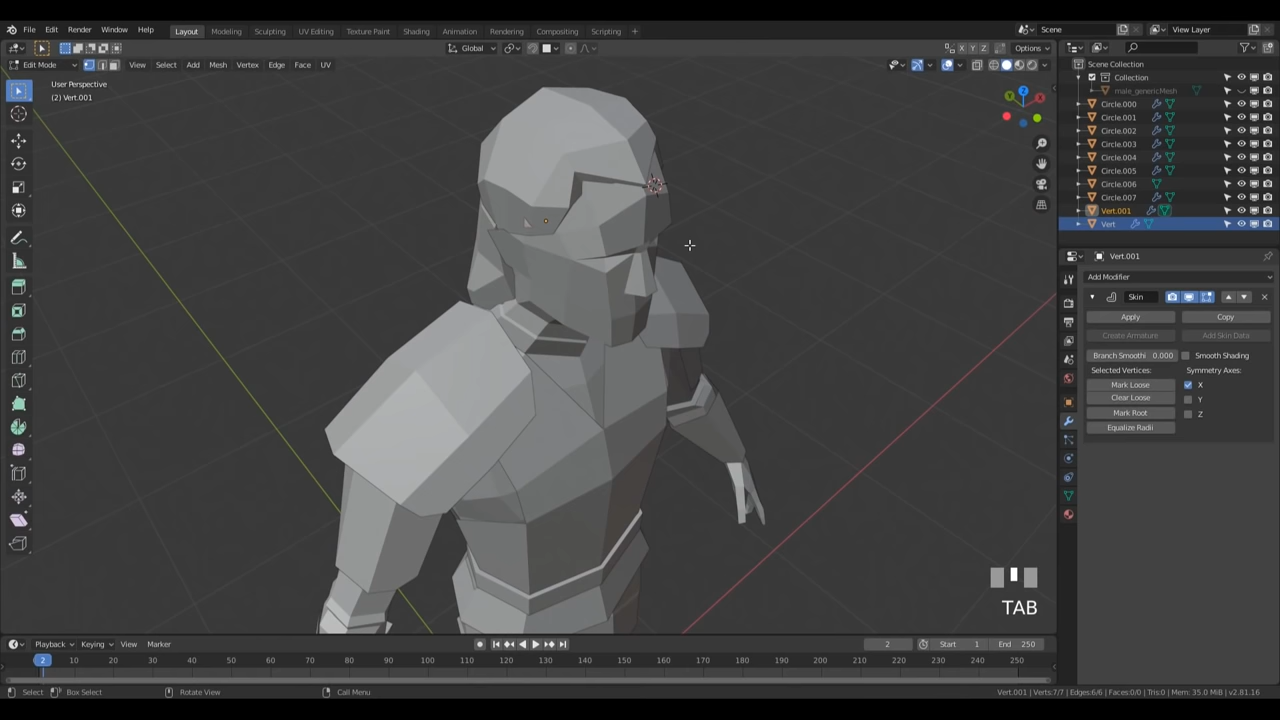 File Edit Render Window Help Layout Modeling Sculpting UV Editing Texture Paint Shading Animation Rendering Compositing Scripting + Scene View Layer
Global X Y Z Options
Edit Mode View Select Add Mesh Vertex Edge Face UV
User Perspective
(2) Vert.001
Scene Collection
Collection
male_genericMesh
Circle.000
Circle.001
Circle.002
Circle.003
Circle.004
Circle.005
Circle.006
Circle.007
Vert.001
Vert
Vert.001
Add Modifier
Skin
Apply Copy
Create Armature Add Skin Data
Branch Smoothi 0.000 Smooth Shading
Selected Vertices: Symmetry Axes:
Mark Loose X
Clear Loose Y
Mark Root Z
Equalize Radii
TAB
Playback Keying View Marker 2 Start 1 End 250
2 10 20 30 40 50 60 70 80 90 100 110 120 130 140 150 160 170 180 190 200 210 220 230 240 250
Select Box Select Rotate View Call Menu Vert.001 | Verts:7/7 | Edges:6/6 | Faces:0/0 | Tris:0 | Mem: 35.0 MiB | v2.81.16